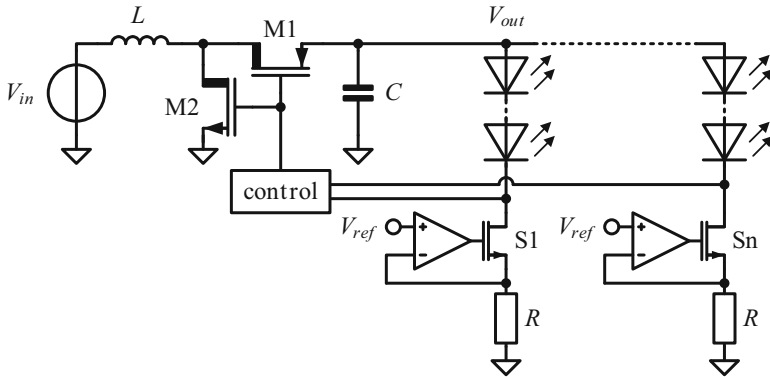 L
M1
V_out
V_in
M2
C
control
V_ref
+
-
S1
V_ref
+
-
Sn
R
R